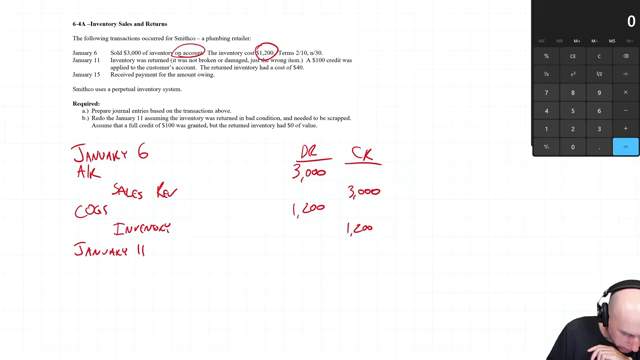 6-4A –Inventory Sales and Returns
The following transactions occurred for Smithco – a plumbing retailer:
January 6 Sold $3,000 of inventory on account. The inventory cost $1,200. Terms 2/10, n/30.
January 11 Inventory was returned (it was not broken or damaged, just the wrong item.) A $100 credit was
applied to the customer's account. The returned inventory had a cost of $40.
January 15 Received payment for the amount owing.
Smithco uses a perpetual inventory system.
Required:
a.) Prepare journal entries based on the transactions above.
b.) Redo the January 11 assuming the inventory was returned in bad condition, and needed to be scrapped.
Assume that a full credit of $100 was granted, but the returned inventory had $0 of value.
JANUARY 6 DR CR
A/R 3,000
SALES REV 3,000
COGS 1,200
INVENTORY 1,200
JANUARY 11
0
C
7 8 9
4 5 6
1 2 3
0 .